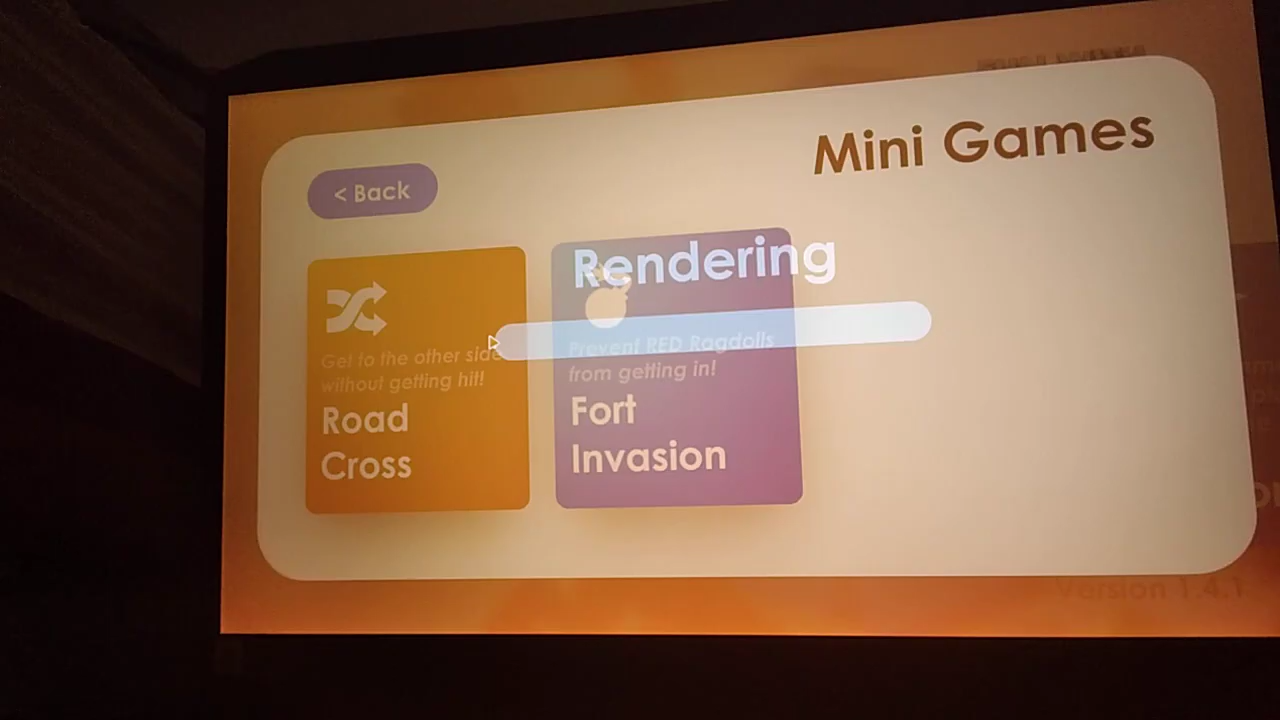 Mini Games
< Back
Rendering
Get to the other side
without getting hit!
Road
Cross
Prevent RED Ragdolls
from getting in!
Fort
Invasion
Version 1.4.1